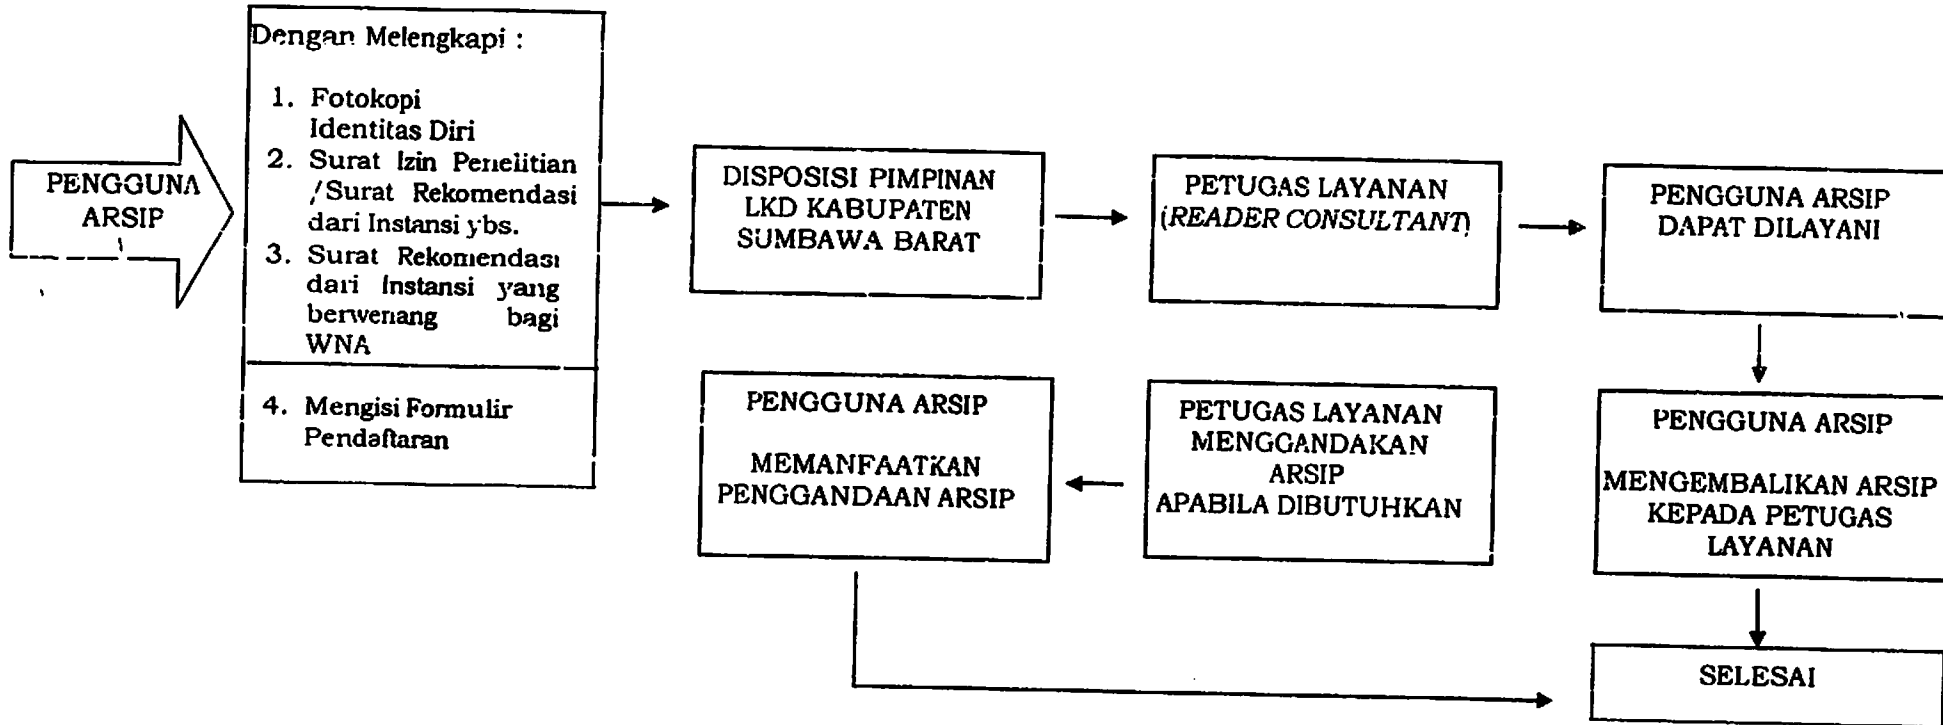 PENGGUNA
ARSIP
Dengan Melengkapi :
1. Fotokopi
Identitas Diri
2. Surat Izin Penelitian
/Surat Rekomendasi
dari Instansi ybs.
3. Surat Rekomendasi
dari Instansi yang
berwenang bagi
WNA
4. Mengisi Formulir
Pendaftaran
DISPOSISI PIMPINAN
LKD KABUPATEN
SUMBAWA BARAT
PETUGAS LAYANAN
(READER CONSULTANT)
PENGGUNA ARSIP
DAPAT DILAYANI
PENGGUNA ARSIP
MENGEMBALIKAN ARSIP
KEPADA PETUGAS
LAYANAN
PETUGAS LAYANAN
MENGGANDAKAN
ARSIP
APABILA DIBUTUHKAN
PENGGUNA ARSIP
MEMANFAATKAN
PENGGANDAAN ARSIP
SELESAI